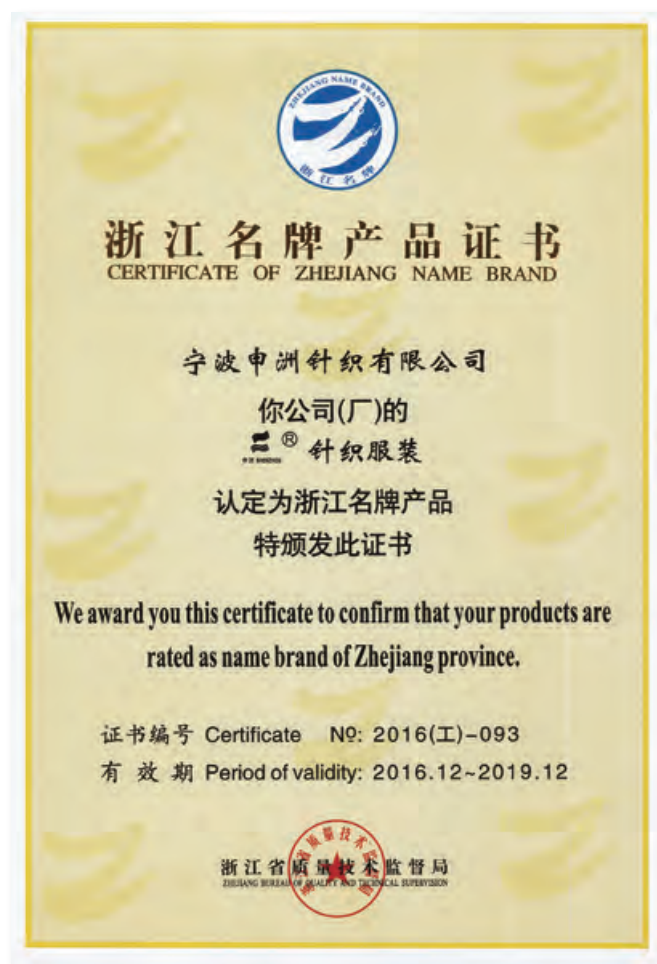 ZHEJIANG NAME BRAND
浙江名牌
浙江名牌产品证书
CERTIFICATE OF ZHEJIANG NAME BRAND
宁波申洲针织有限公司
你公司(厂)的
® 针织服装
认定为浙江名牌产品
特颁发此证书
We award you this certificate to confirm that your products are
rated as name brand of Zhejiang province.
证书编号 Certificate Nº: 2016(工)-093
有效期 Period of validity: 2016.12~2019.12
浙江省质量技术监督局
ZHEJIANG BUREAU OF QUALITY AND TECHNICAL SUPERVISION